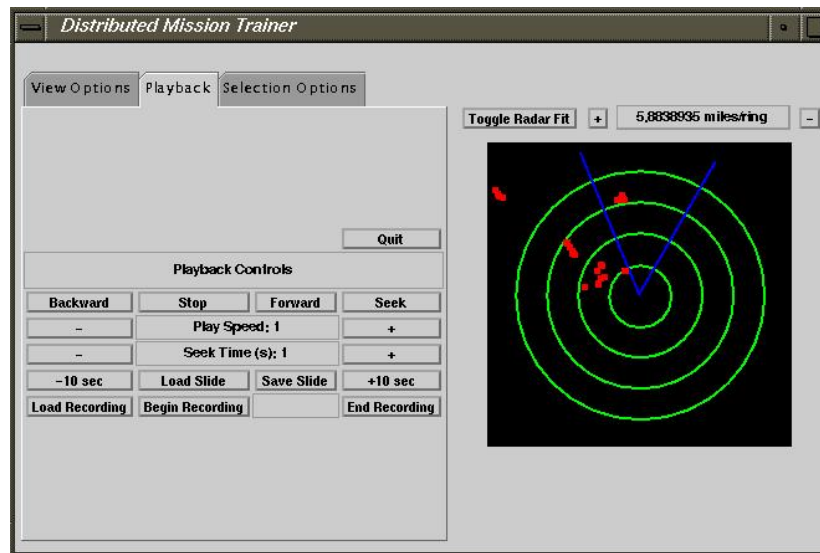 Distributed Mission Trainer
View Options Playback Selection Options
Toggle Radar Fit + 5,8838935 miles/ring -
Quit
Playback Controls
Backward Stop Forward Seek
- Play Speed: 1 +
- Seek Time (s): 1 +
-10 sec Load Slide Save Slide +10 sec
Load Recording Begin Recording End Recording